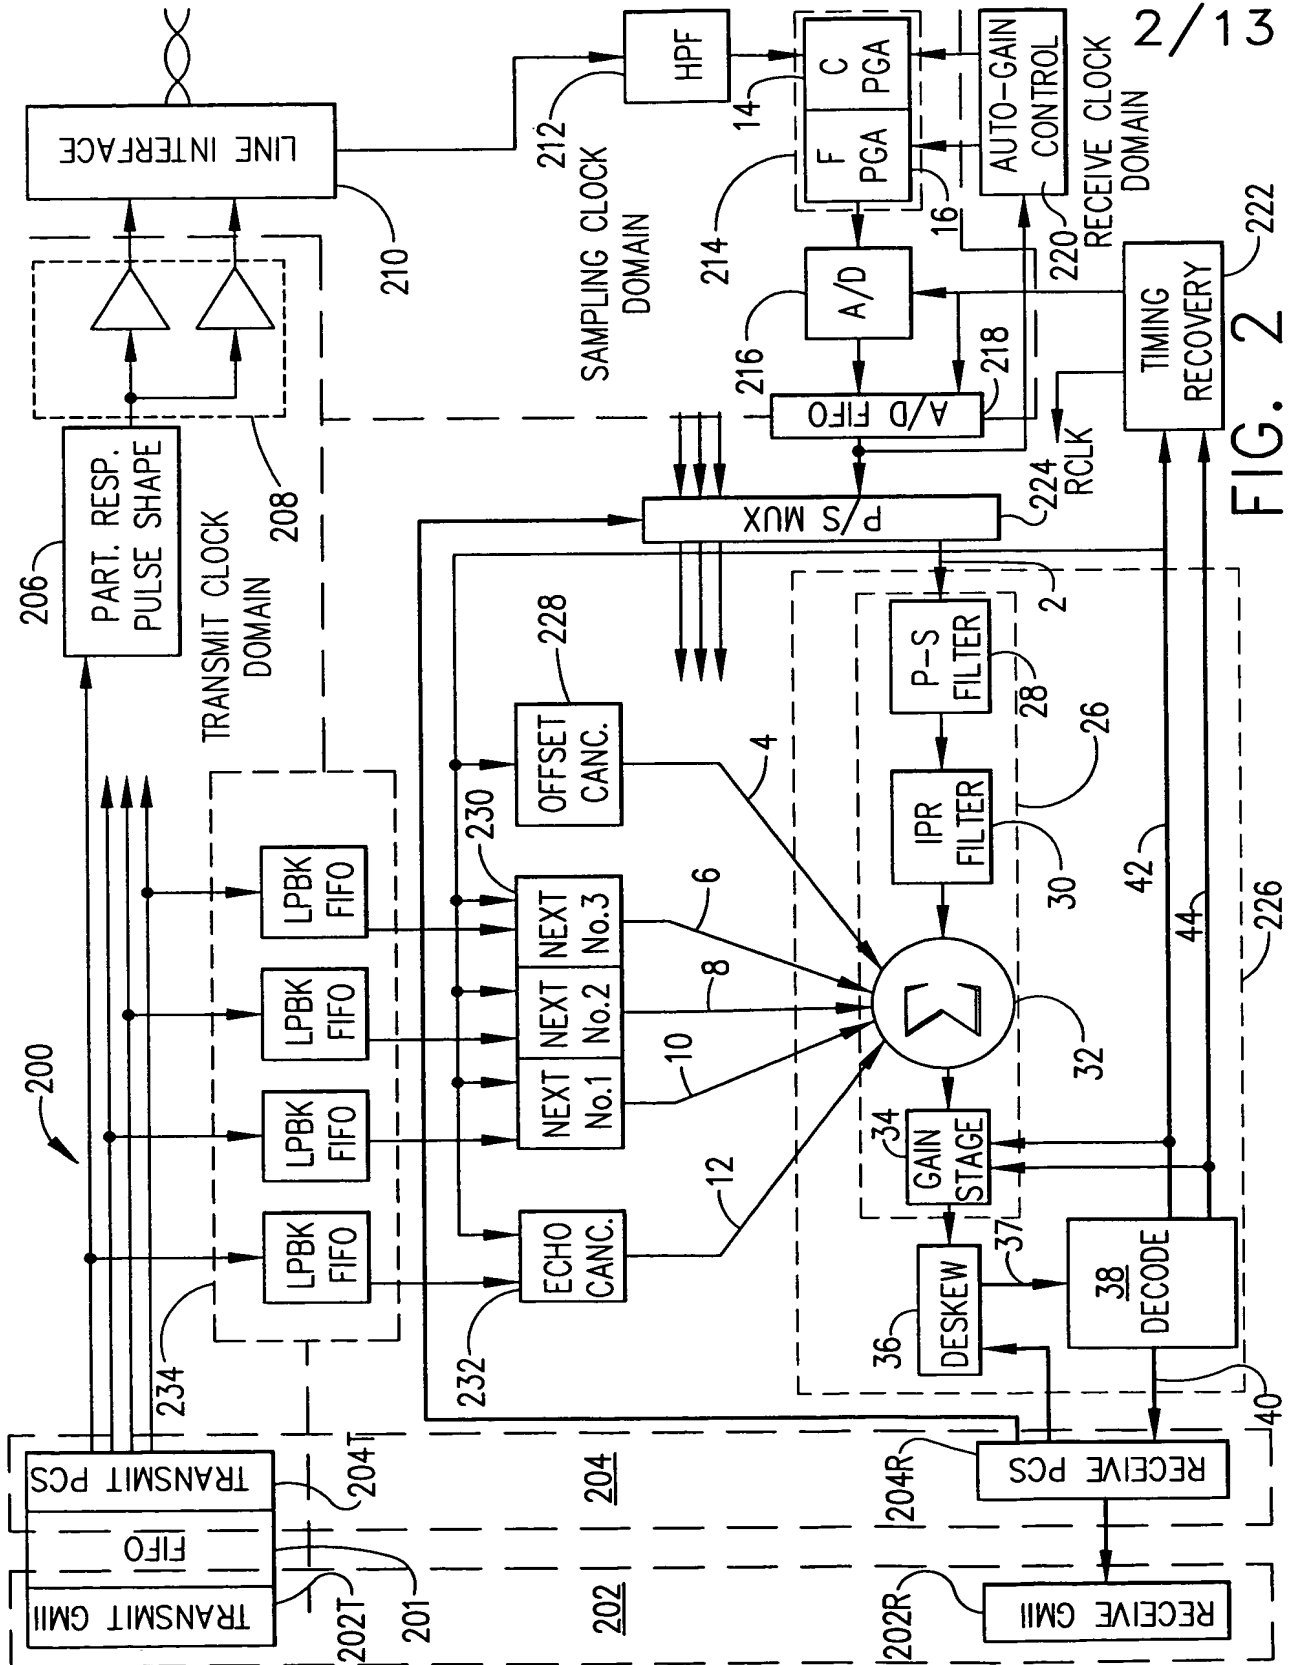 2/13
FIG. 2
200
TRANSMIT GMII
FIFO
TRANSMIT PCS
202T
201
204T
202
204
234
LPBK
FIFO
LPBK
FIFO
LPBK
FIFO
LPBK
FIFO
206
PART. RESP.
PULSE SHAPE
TRANSMIT CLOCK
DOMAIN
208
LINE INTERFACE
210
232
ECHO
CANC.
NEXT
No.1
NEXT
No.2
NEXT
No.3
230
OFFSET
CANC.
228
12
10
8
6
4
P/S MUX
224
2
SAMPLING CLOCK
DOMAIN
212
HPF
214
14
C
PGA
F
PGA
16
216
A/D
A/D FIFO
218
AUTO-GAIN
CONTROL
220
RECEIVE CLOCK
DOMAIN
TIMING
RECOVERY
222
RCLK
P-S
FILTER
28
26
IPR
FILTER
30
Σ
32
34
GAIN
STAGE
36
DESKEW
37
38
DECODE
40
42
44
226
204R
RECEIVE PCS
202R
RECEIVE GMII